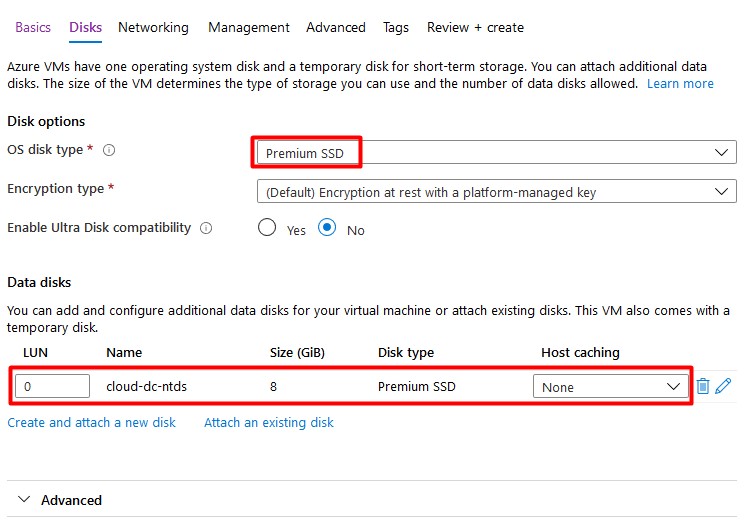 Basics Disks Networking Management Advanced Tags Review + create
Azure VMs have one operating system disk and a temporary disk for short-term storage. You can attach additional data
disks. The size of the VM determines the type of storage you can use and the number of data disks allowed. Learn more
Disk options
OS disk type * Premium SSD
Encryption type * (Default) Encryption at rest with a platform-managed key
Enable Ultra Disk compatibility Yes No
Data disks
You can add and configure additional data disks for your virtual machine or attach existing disks. This VM also comes with a
temporary disk.
LUN Name Size (GiB) Disk type Host caching
0 cloud-dc-ntds 8 Premium SSD None
Create and attach a new disk Attach an existing disk
Advanced